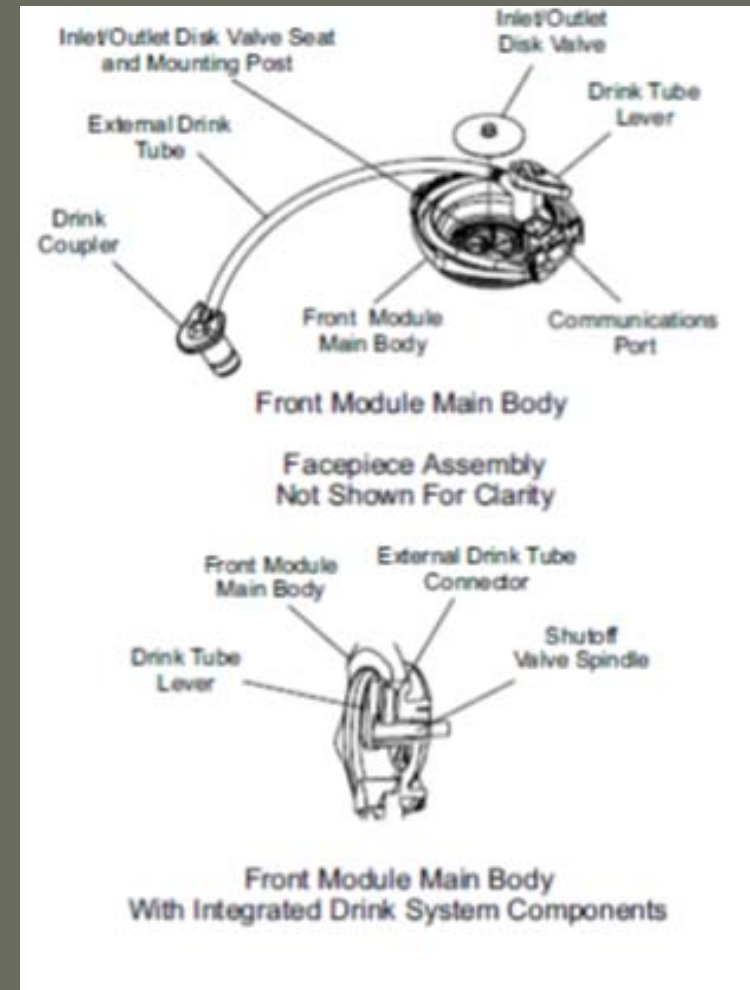 Inlet/Outlet Disk Valve Seat
and Mounting Post
Inlet/Outlet
Disk Valve
Drink Tube
Lever
External Drink
Tube
Drink
Coupler
Front Module
Main Body
Communications
Port
Front Module Main Body
Facepiece Assembly
Not Shown For Clarity
Front Module
Main Body
External Drink Tube
Connector
Shutoff
Valve Spindle
Drink Tube
Lever
Front Module Main Body
With Integrated Drink System Components